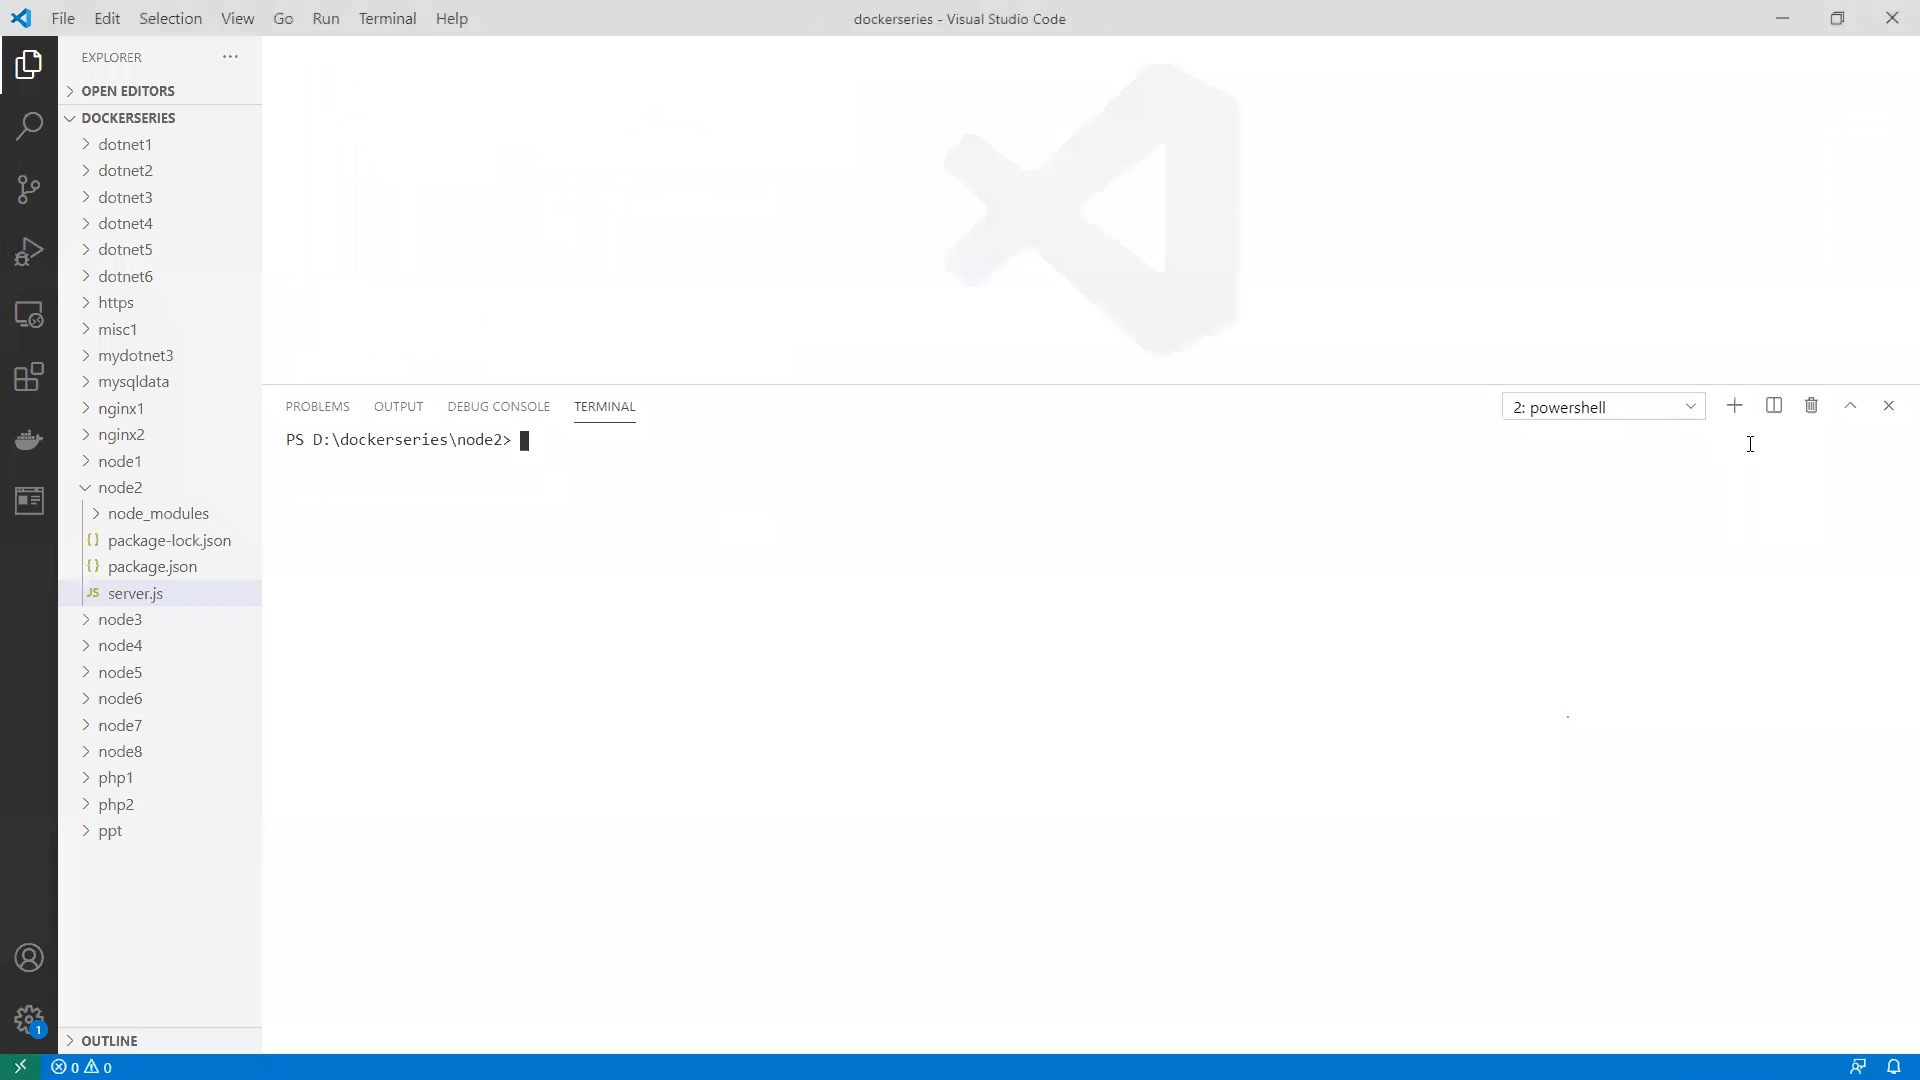 File Edit Selection View Go Run Terminal Help
dockerseries - Visual Studio Code
EXPLORER
OPEN EDITORS
DOCKERSERIES
dotnet1
dotnet2
dotnet3
dotnet4
dotnet5
dotnet6
https
misc1
mydotnet3
mysqldata
nginx1
nginx2
node1
node2
node_modules
{} package-lock.json
{} package.json
JS server.js
node3
node4
node5
node6
node7
node8
php1
php2
ppt
OUTLINE
PROBLEMS OUTPUT DEBUG CONSOLE TERMINAL
2: powershell
PS D:\dockerseries\node2>
1
0 0